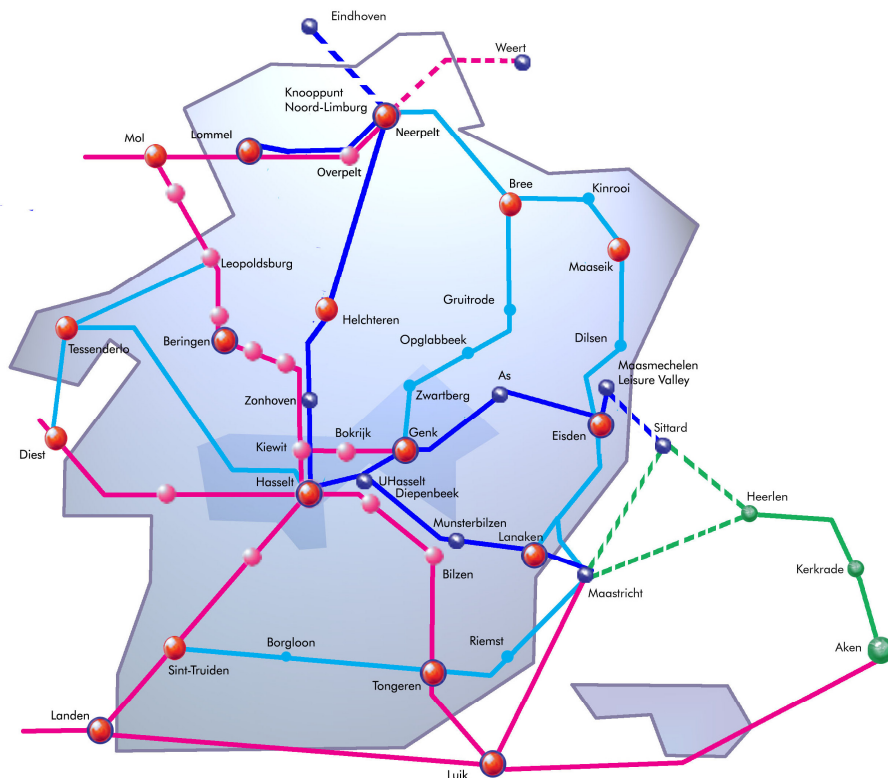 Eindhoven
Weert
Knooppunt
Noord-Limburg
Neerpelt
Mol
Lommel
Overpelt
Bree
Kinrooi
Maaseik
Leopoldsburg
Gruitrode
Helchteren
Opglabbeek
Dilsen
Tessenderlo
Beringen
Maasmechelen
Leisure Valley
As
Zwartberg
Zonhoven
Sittard
Diest
Kiewit
Bokrijk
Genk
Eisden
Hasselt
UHasselt
Diepenbeek
Heerlen
Munsterbilzen
Lanaken
Bilzen
Maastricht
Kerkrade
Borgloon
Riemst
Aken
Sint-Truiden
Tongeren
Landen
Luik